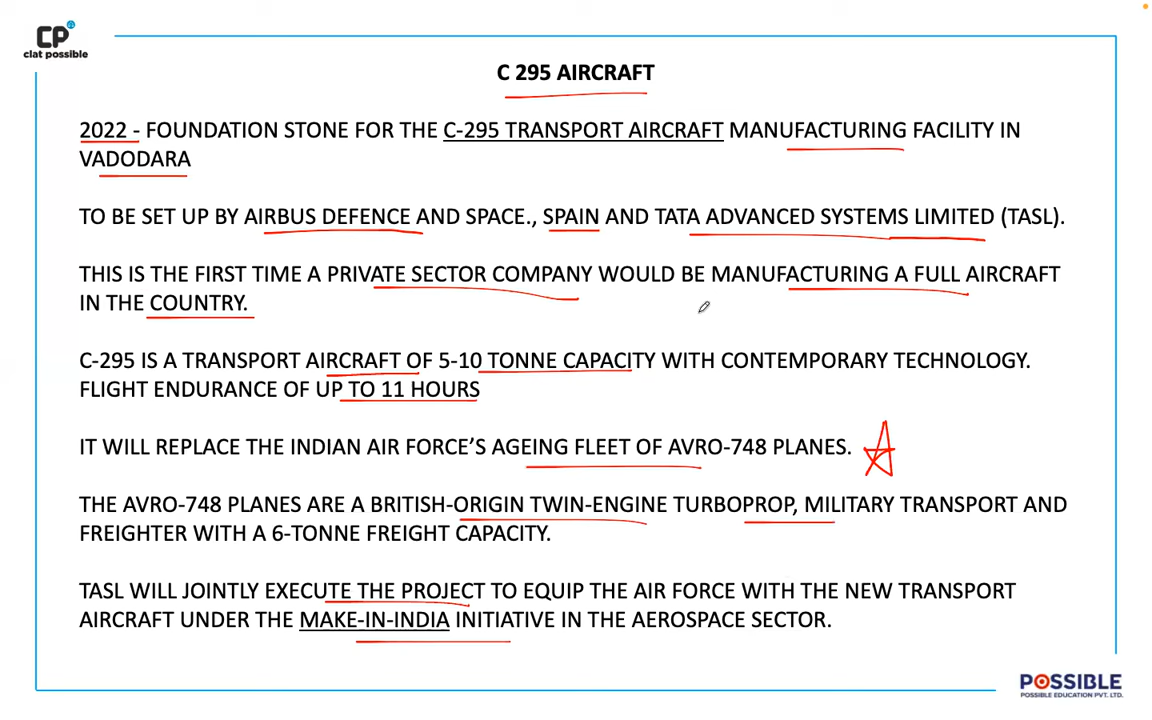 CP
clat possible
C 295 AIRCRAFT
2022 - FOUNDATION STONE FOR THE C-295 TRANSPORT AIRCRAFT MANUFACTURING FACILITY IN
VADODARA
TO BE SET UP BY AIRBUS DEFENCE AND SPACE., SPAIN AND TATA ADVANCED SYSTEMS LIMITED (TASL).
THIS IS THE FIRST TIME A PRIVATE SECTOR COMPANY WOULD BE MANUFACTURING A FULL AIRCRAFT
IN THE COUNTRY.
C-295 IS A TRANSPORT AIRCRAFT OF 5-10 TONNE CAPACITY WITH CONTEMPORARY TECHNOLOGY.
FLIGHT ENDURANCE OF UP TO 11 HOURS
IT WILL REPLACE THE INDIAN AIR FORCE’S AGEING FLEET OF AVRO-748 PLANES.
THE AVRO-748 PLANES ARE A BRITISH-ORIGIN TWIN-ENGINE TURBOPROP, MILITARY TRANSPORT AND
FREIGHTER WITH A 6-TONNE FREIGHT CAPACITY.
TASL WILL JOINTLY EXECUTE THE PROJECT TO EQUIP THE AIR FORCE WITH THE NEW TRANSPORT
AIRCRAFT UNDER THE MAKE-IN-INDIA INITIATIVE IN THE AEROSPACE SECTOR.
POSSIBLE
POSSIBLE EDUCATION PVT. LTD.